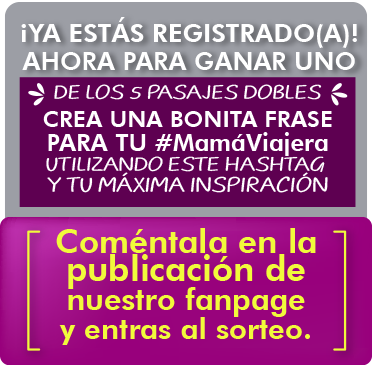 ¡YA ESTÁS REGISTRADO(A)!
AHORA PARA GANAR UNO
DE LOS 5 PASAJES DOBLES
CREA UNA BONITA FRASE
PARA TU #MamáViajera
UTILIZANDO ESTE HASHTAG
Y TU MÁXIMA INSPIRACIÓN
Coméntala en la
publicación de
nuestro fanpage
y entras al sorteo.